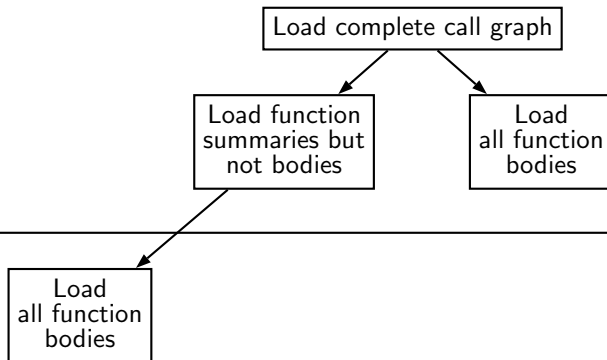 Load complete call graph
Load function
summaries but
not bodies
Load
all function
bodies
Load
all function
bodies